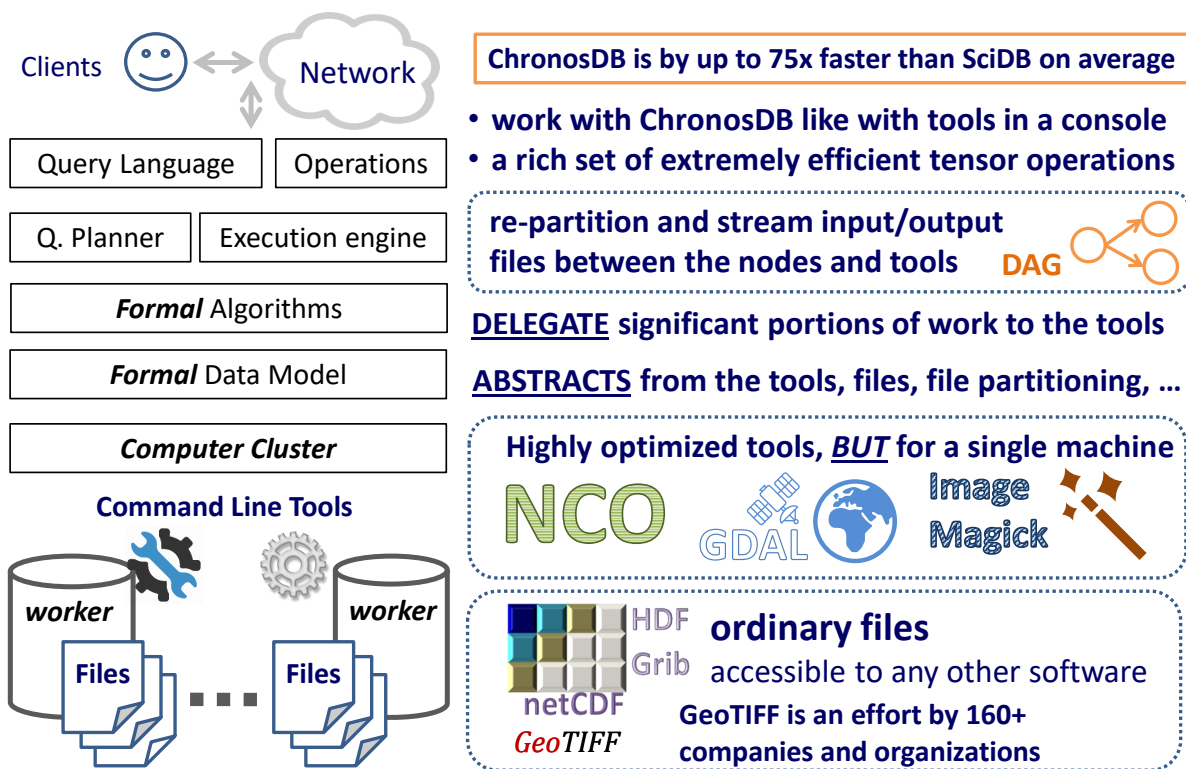 Clients
Network
ChronosDB is by up to 75x faster than SciDB on average
• work with ChronosDB like with tools in a console
• a rich set of extremely efficient tensor operations
Query Language
Operations
re-partition and stream input/output
files between the nodes and tools
DAG
Q. Planner
Execution engine
Formal Algorithms
DELEGATE significant portions of work to the tools
Formal Data Model
ABSTRACTS from the tools, files, file partitioning, …
Computer Cluster
Highly optimized tools, BUT for a single machine
NCO
GDAL
Image
Magick
Command Line Tools
worker
worker
Files
Files
HDF
Grib
netCDF
GeoTIFF
ordinary files
accessible to any other software
GeoTIFF is an effort by 160+
companies and organizations